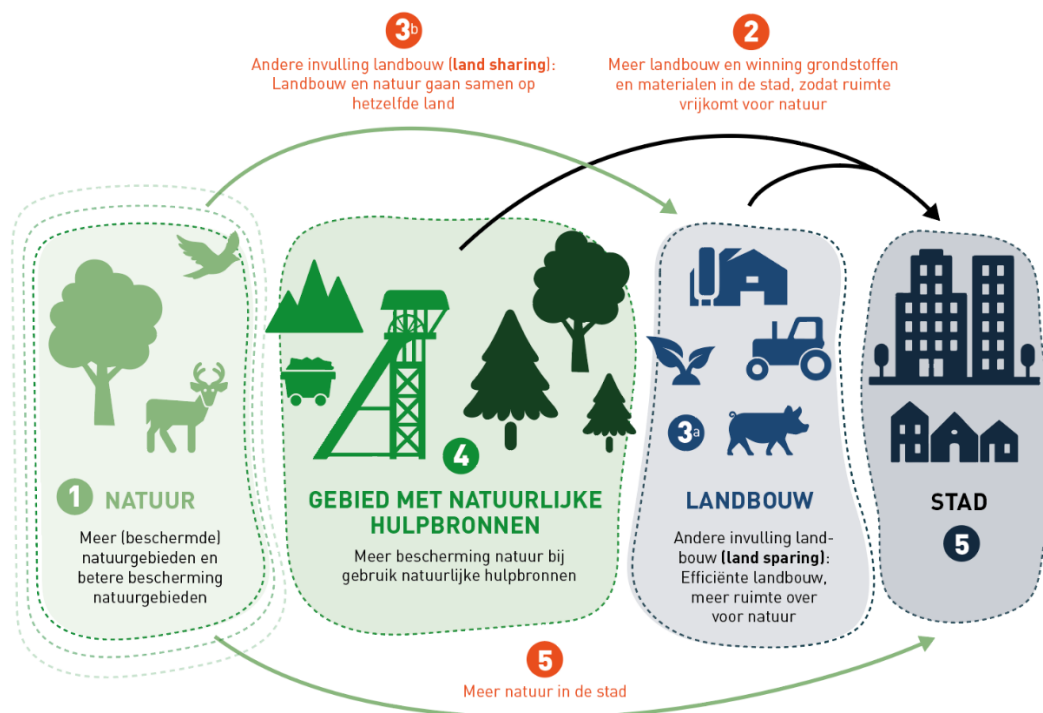 3b
Andere invulling landbouw (land sharing):
Landbouw en natuur gaan samen op
hetzelfde land
2
Meer landbouw en winning grondstoffen
en materialen in de stad, zodat ruimte
vrijkomt voor natuur
1 NATUUR
Meer (beschermde)
natuurgebieden en
betere bescherming
natuurgebieden
4
GEBIED MET NATUURLIJKE
HULPBRONNEN
Meer bescherming natuur bij
gebruik natuurlijke hulpbronnen
3a
LANDBOUW
Andere invulling land-
bouw (land sparing):
Efficiënte landbouw,
meer ruimte over
voor natuur
STAD
5
5
Meer natuur in de stad